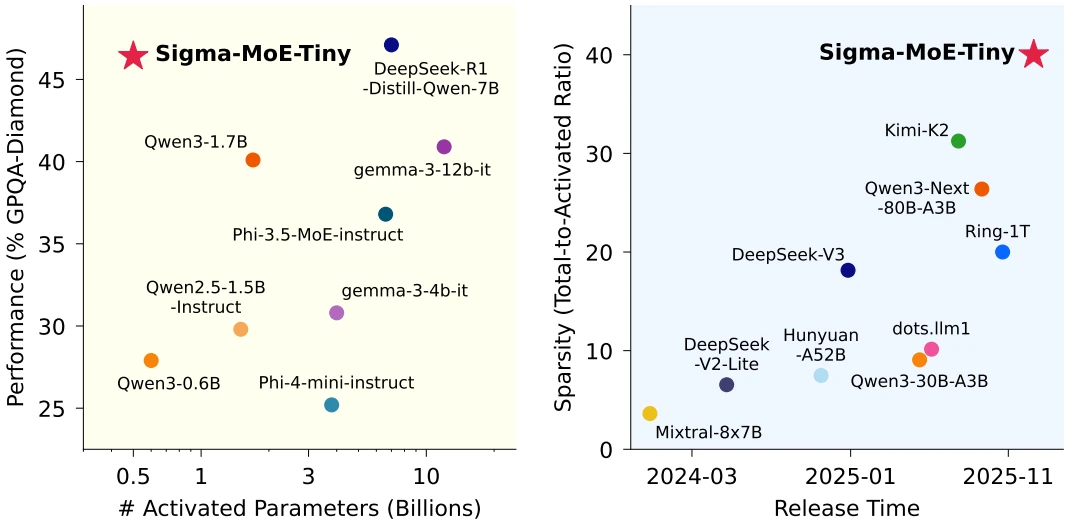 Performance (% GPQA-Diamond)
45
40
35
30
25
Sigma-MoE-Tiny
DeepSeek-R1
-Distill-Qwen-7B
Qwen3-1.7B
gemma-3-12b-it
Phi-3.5-MoE-instruct
Qwen2.5-1.5B
-Instruct
gemma-3-4b-it
Qwen3-0.6B
Phi-4-mini-instruct
0.5
1
3
10
# Activated Parameters (Billions)
Sparsity (Total-to-Activated Ratio)
40
30
20
10
0
Sigma-MoE-Tiny
Kimi-K2
Qwen3-Next
-80B-A3B
Ring-1T
DeepSeek-V3
dots.llm1
Hunyuan
-A52B
DeepSeek
-V2-Lite
Qwen3-30B-A3B
Mixtral-8x7B
2024-03
2025-01
2025-11
Release Time